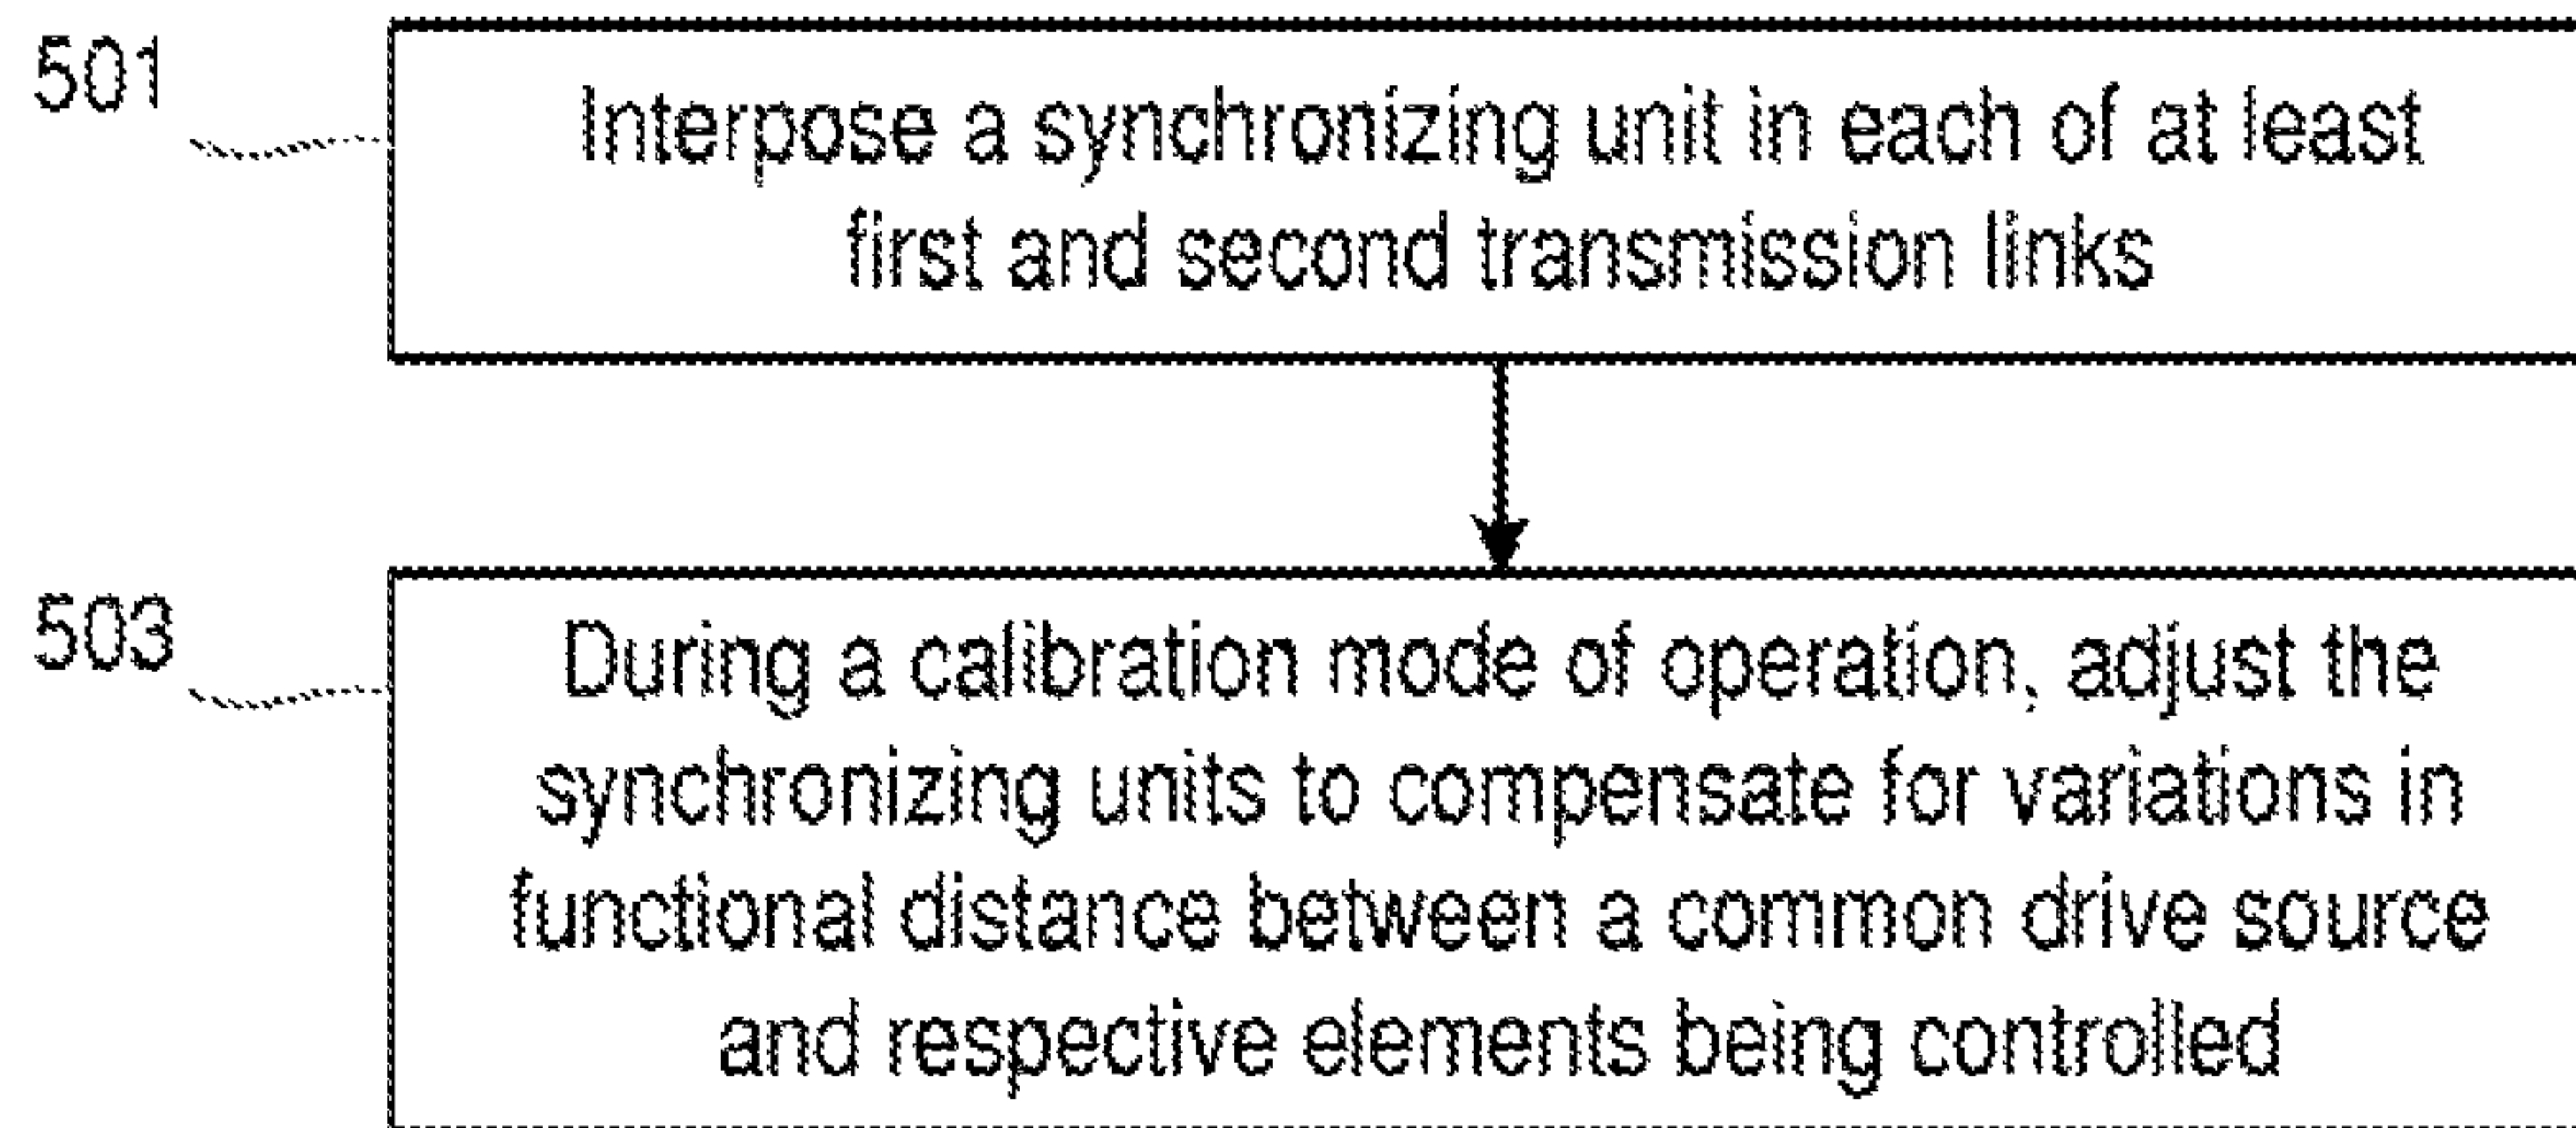 501
Interpose a synchronizing unit in each of at least
first and second transmission links
503
During a calibration mode of operation, adjust the
synchronizing units to compensate for variations in
functional distance between a common drive source
and respective elements being controlled